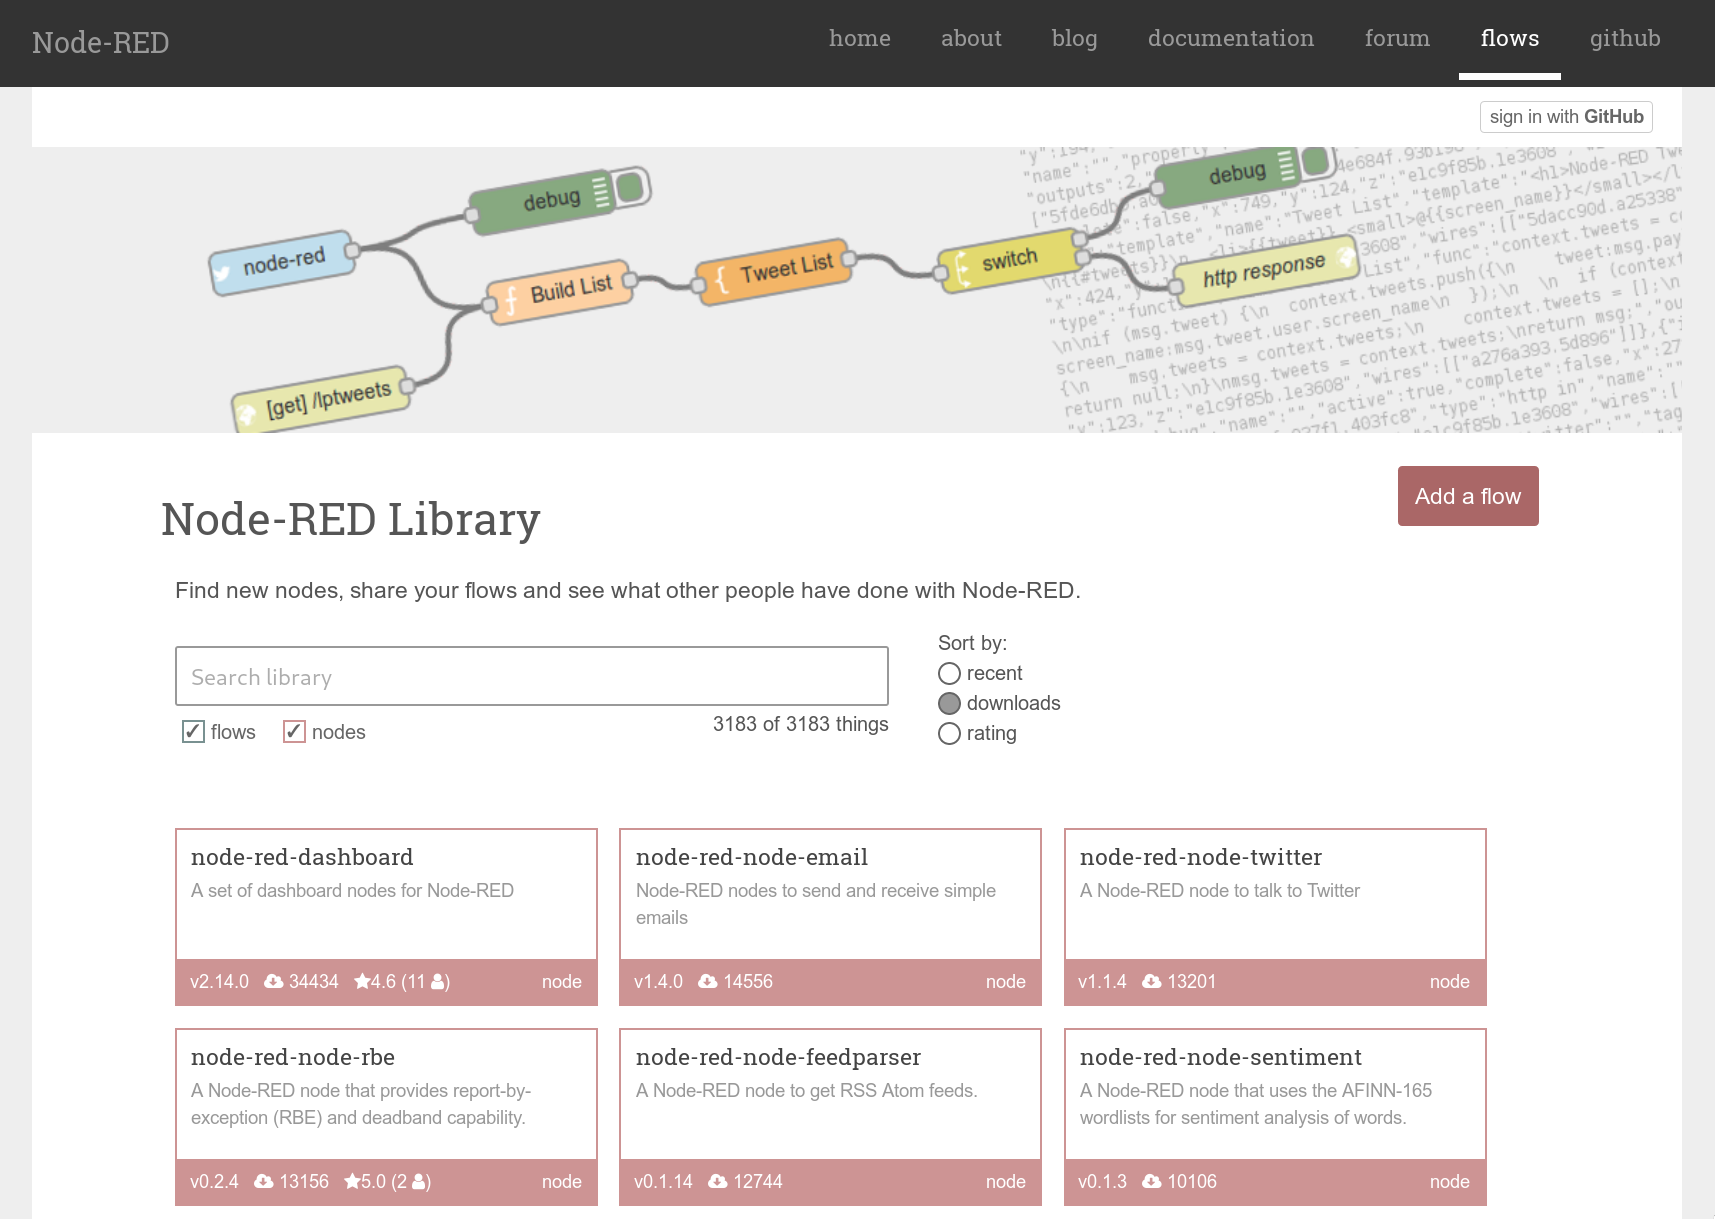 Node-RED
home about blog documentation forum flows github
sign in with GitHub
node-red
debug
Build List
[get] /lptweets
Tweet List
switch
debug
http response
Node-RED Library
Add a flow
Find new nodes, share your flows and see what other people have done with Node-RED.
Search library
flows nodes
3183 of 3183 things
Sort by:
recent
downloads
rating
node-red-dashboard
A set of dashboard nodes for Node-RED
v2.14.0 34434 4.6 (11 ) node
node-red-node-email
Node-RED nodes to send and receive simple
emails
v1.4.0 14556 node
node-red-node-twitter
A Node-RED node to talk to Twitter
v1.1.4 13201 node
node-red-node-rbe
A Node-RED node that provides report-by-
exception (RBE) and deadband capability.
v0.2.4 13156 5.0 (2 ) node
node-red-node-feedparser
A Node-RED node to get RSS Atom feeds.
v0.1.14 12744 node
node-red-node-sentiment
A Node-RED node that uses the AFINN-165
wordlists for sentiment analysis of words.
v0.1.3 10106 node